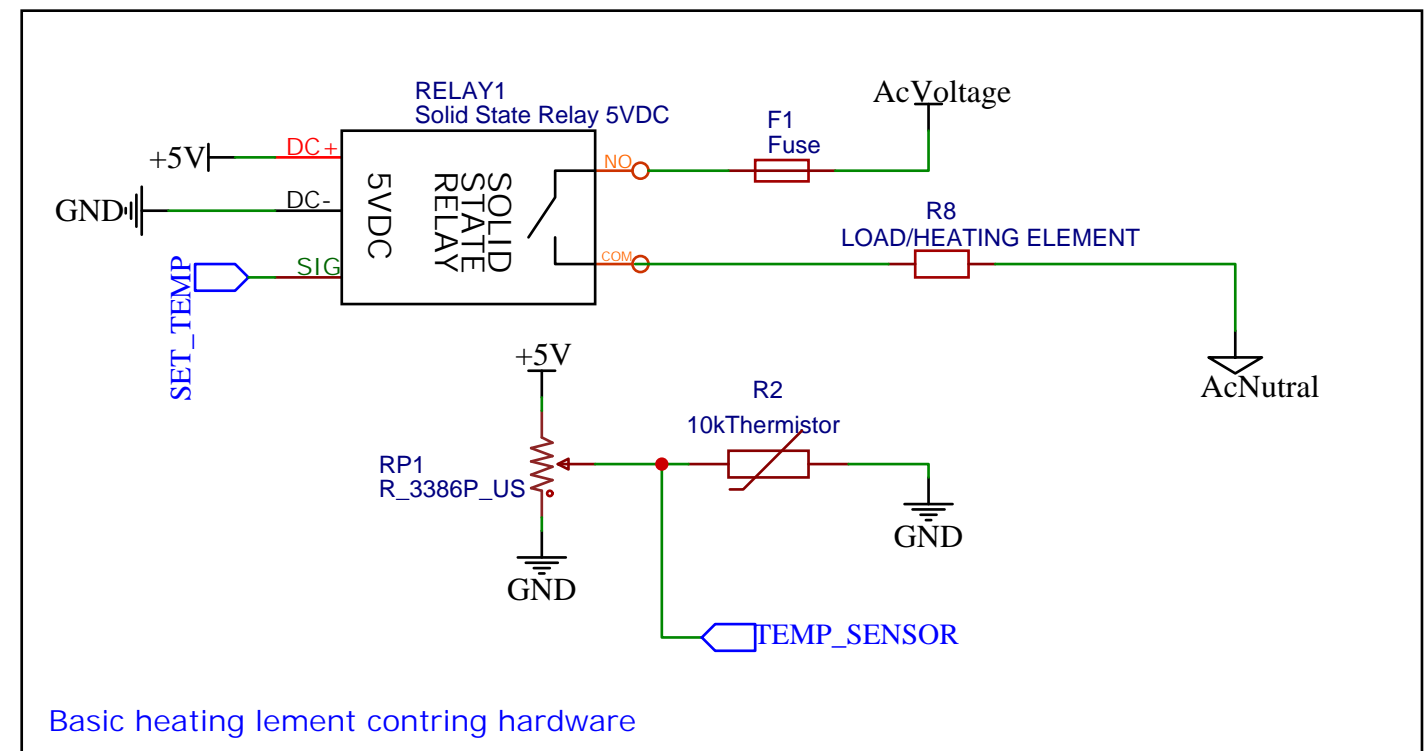 RELAY1
Solid State Relay 5VDC
AcVoltage
F1
Fuse
+5V
DC+
NO
GND
DC-
5VDC
SOLID
STATE
RELAY
R8
LOAD/HEATING ELEMENT
SIG
COM
SET_TEMP
+5V
R2
10kThermistor
AcNutral
RP1
R_3386P_US
GND
GND
TEMP_SENSOR
Basic heating lement contring hardware